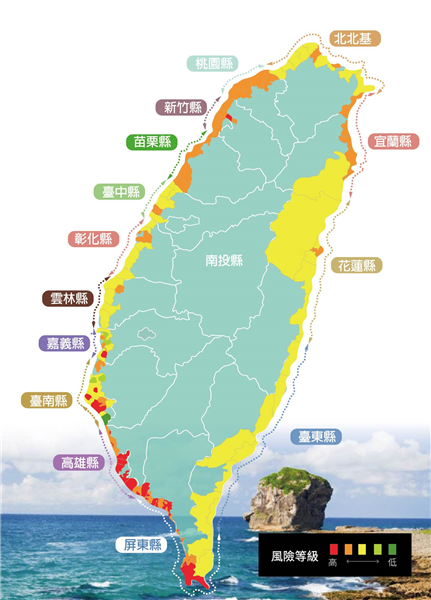 北北基
桃園縣
新竹縣
宜蘭縣
苗栗縣
臺中縣
彰化縣
南投縣
花蓮縣
雲林縣
嘉義縣
臺南縣
臺東縣
高雄縣
屏東縣
風險等級
高
低